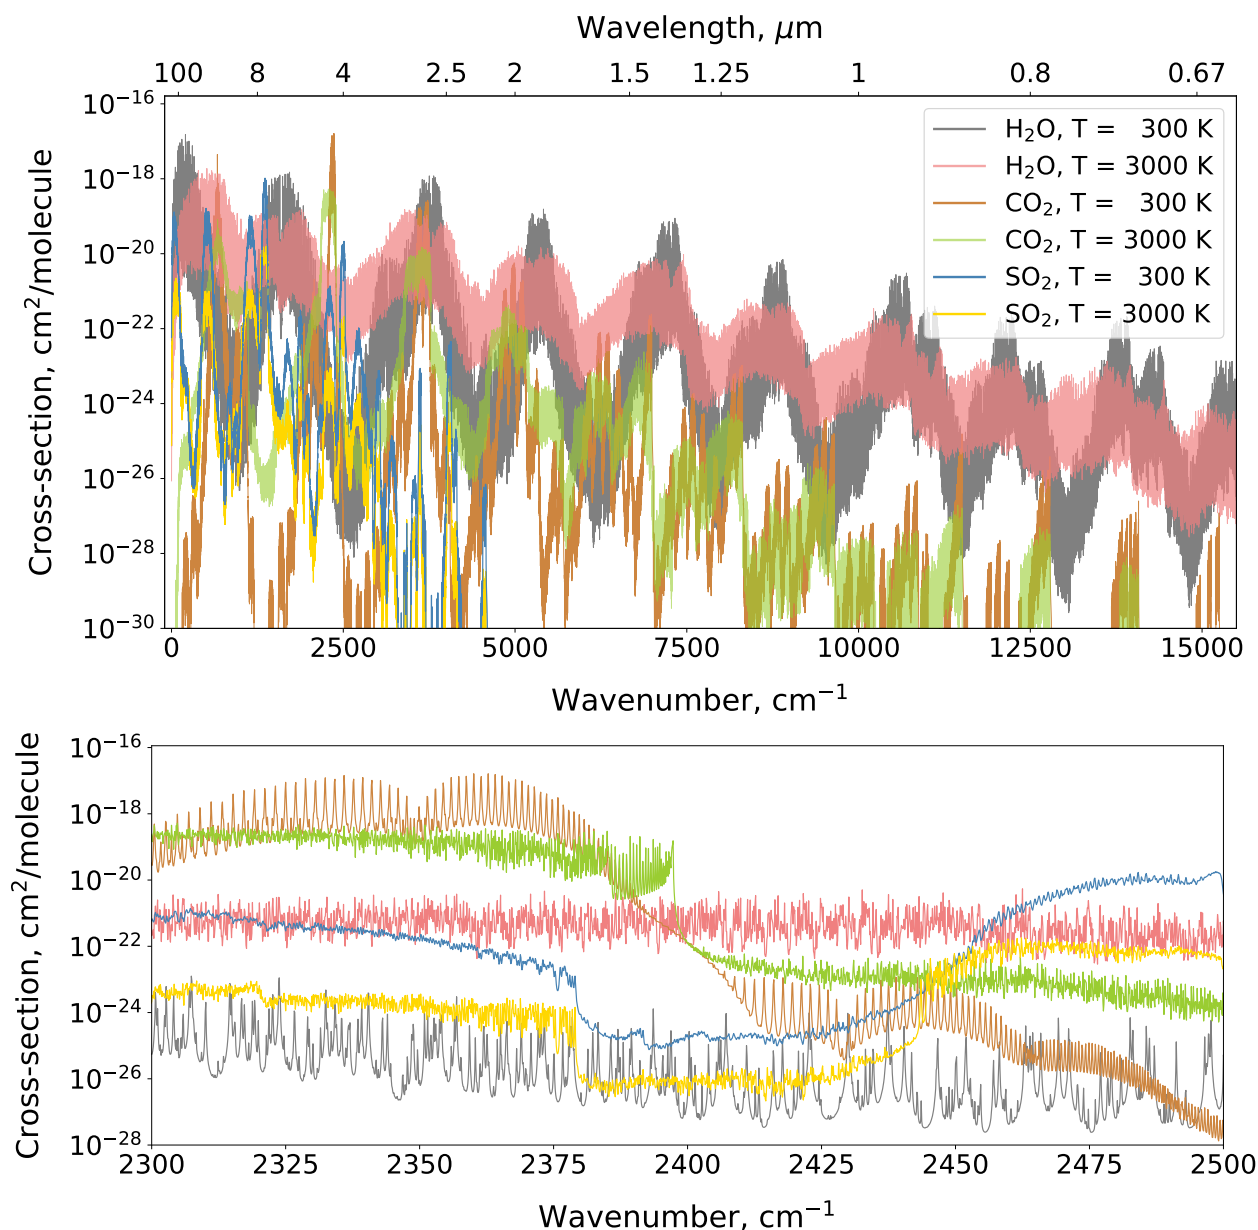 Wavelength, μm
100 8 4 2.5 2 1.5 1.25 1 0.8 0.67
Cross-section, cm²/molecule
10⁻¹⁶
10⁻¹⁸
10⁻²⁰
10⁻²²
10⁻²⁴
10⁻²⁶
10⁻²⁸
10⁻³⁰
H₂O, T = 300 K
H₂O, T = 3000 K
CO₂, T = 300 K
CO₂, T = 3000 K
SO₂, T = 300 K
SO₂, T = 3000 K
0 2500 5000 7500 10000 12500 15000
Wavenumber, cm⁻¹
Cross-section, cm²/molecule
10⁻¹⁶
10⁻¹⁸
10⁻²⁰
10⁻²²
10⁻²⁴
10⁻²⁶
10⁻²⁸
2300 2325 2350 2375 2400 2425 2450 2475 2500
Wavenumber, cm⁻¹